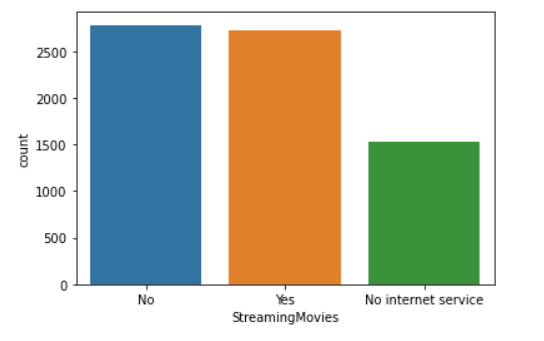 2500
2000
1500
1000
500
0
count
No Yes No internet service
StreamingMovies